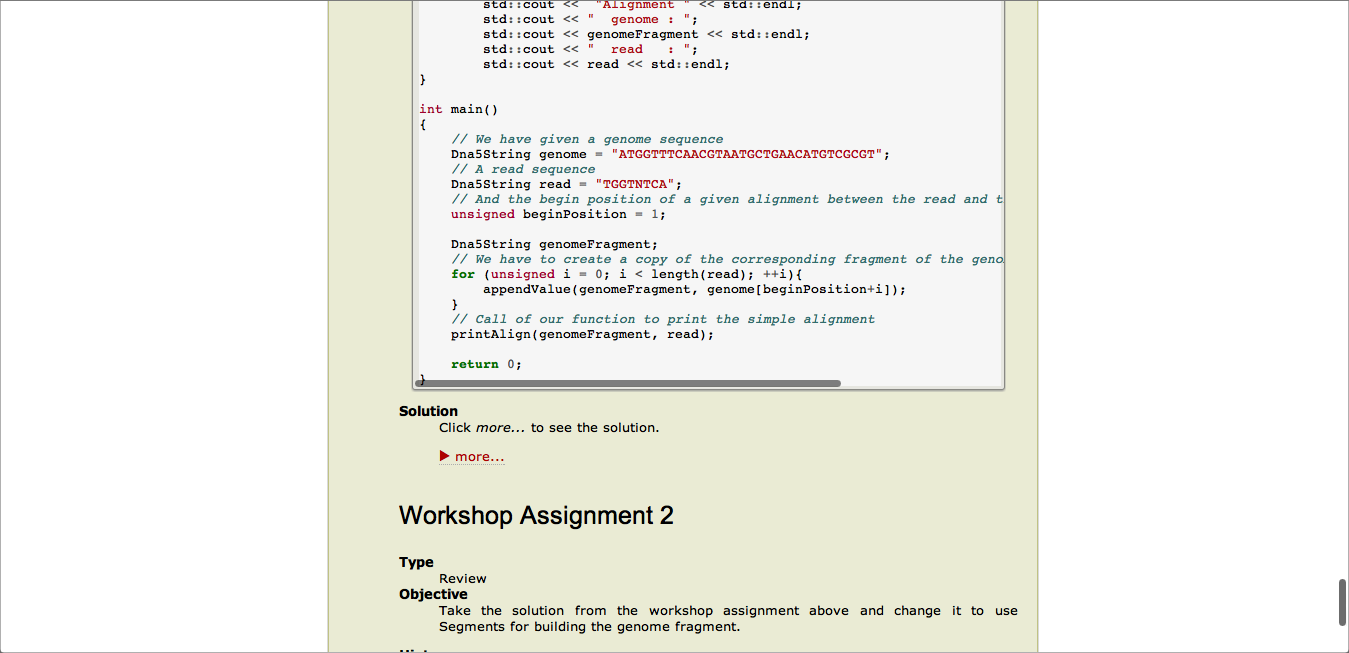 std::cout << "Alignment " << std::endl;
std::cout << "  genome : ";
std::cout << genomeFragment << std::endl;
std::cout << "  read   : ";
std::cout << read << std::endl;
}
int main()
{
// We have given a genome sequence
Dna5String genome = "ATGGTTTCAACGTAATGCTGAACATGTCGCGT";
// A read sequence
Dna5String read = "TGGTNTCA";
// And the begin position of a given alignment between the read and t
unsigned beginPosition = 1;
Dna5String genomeFragment;
// We have to create a copy of the corresponding fragment of the geno
for (unsigned i = 0; i < length(read); ++i){
appendValue(genomeFragment, genome[beginPosition+i]);
}
// Call of our function to print the simple alignment
printAlign(genomeFragment, read);
return 0;
}
Solution
Click more... to see the solution.
more...
Workshop Assignment 2
Type
Review
Objective
Take the solution from the workshop assignment above and change it to use
Segments for building the genome fragment.